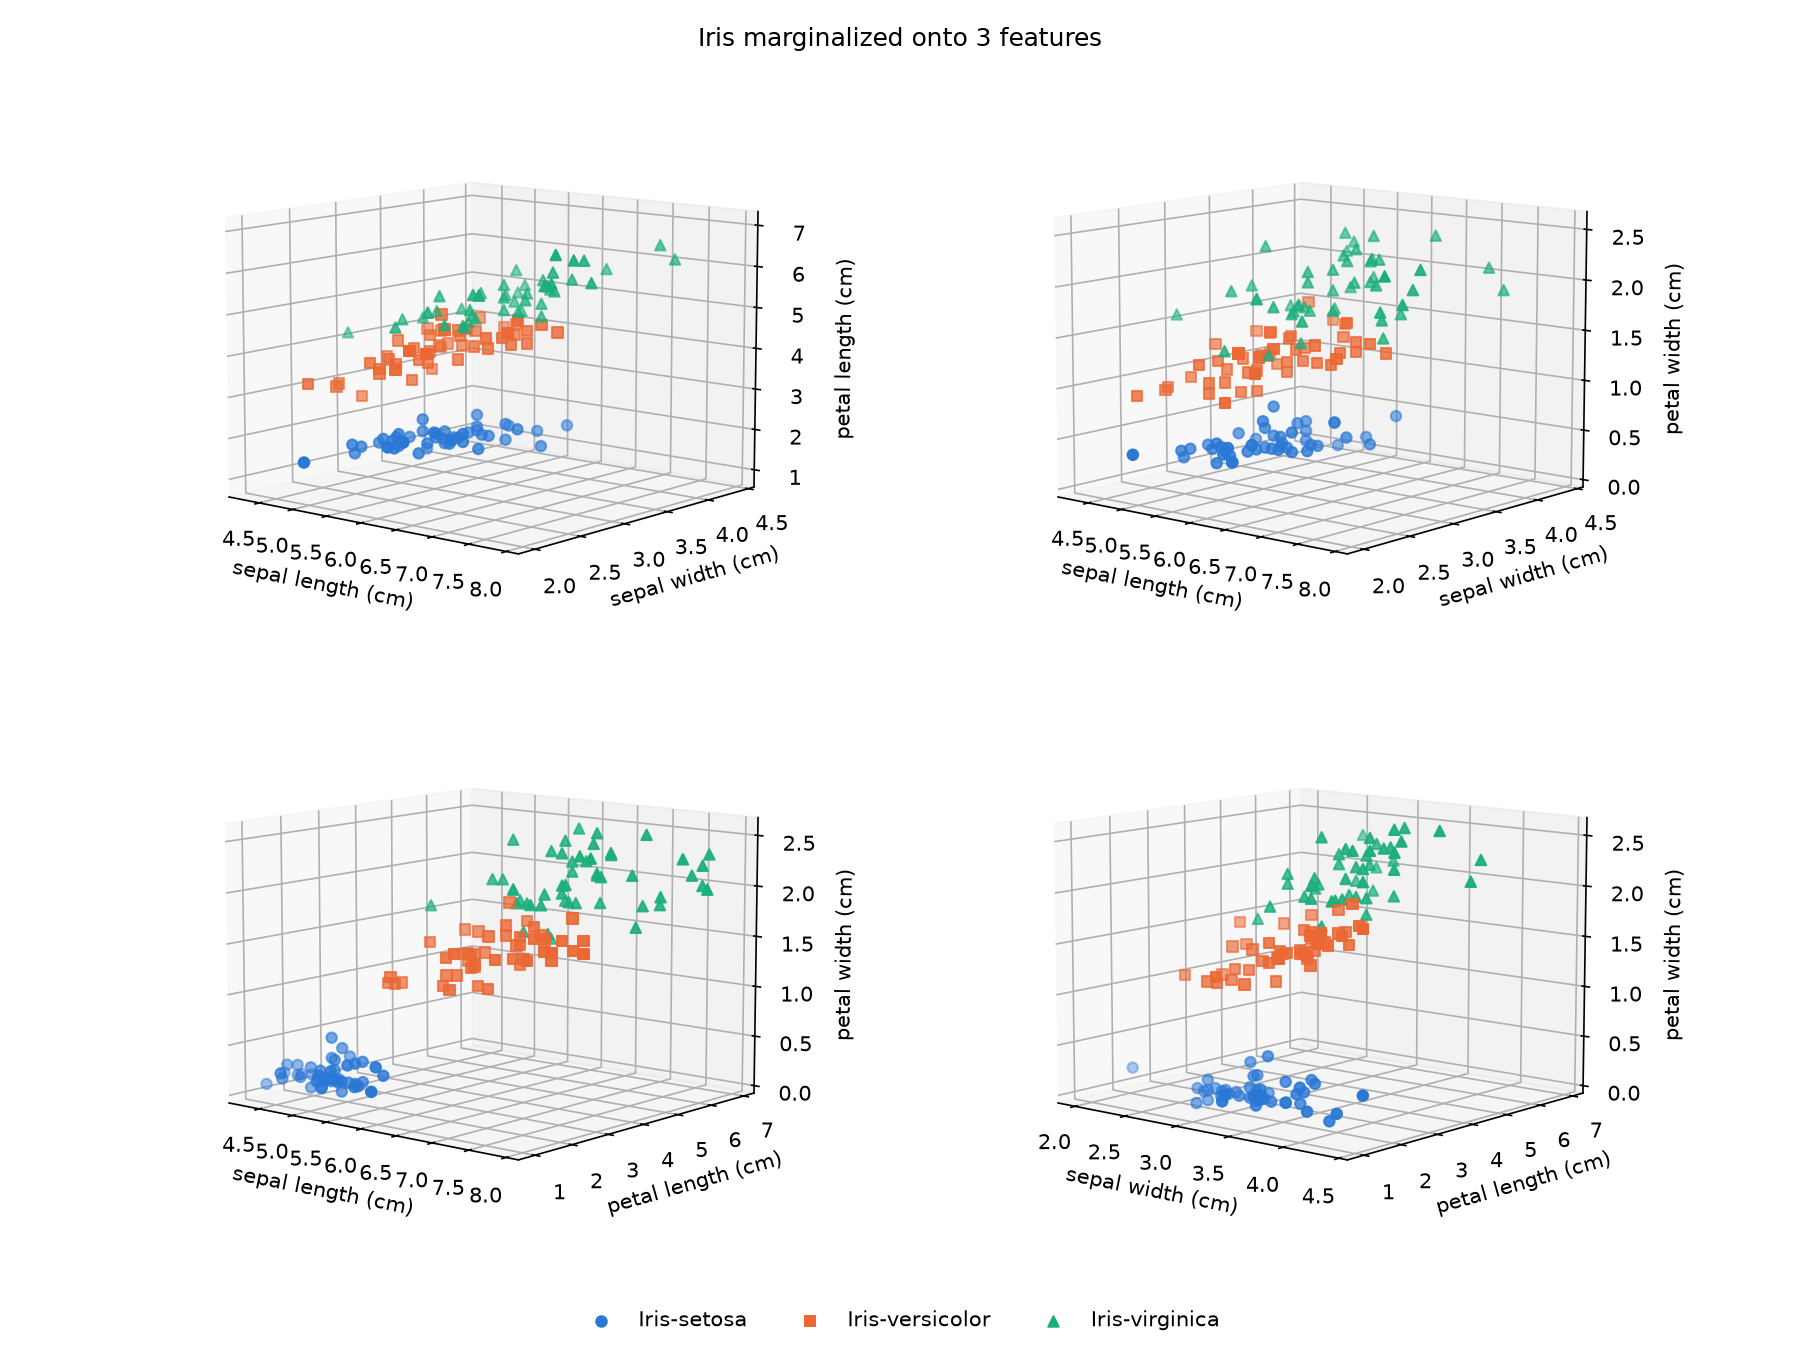 Iris marginalized onto 3 features
7
6
5
4
3
2
1
petal length (cm)
4.5 5.0 5.5 6.0 6.5 7.0 7.5 8.0
sepal length (cm)
2.0 2.5 3.0 3.5 4.0 4.5
sepal width (cm)
2.5
2.0
1.5
1.0
0.5
0.0
petal width (cm)
4.5 5.0 5.5 6.0 6.5 7.0 7.5 8.0
sepal length (cm)
2.0 2.5 3.0 3.5 4.0 4.5
sepal width (cm)
2.5
2.0
1.5
1.0
0.5
0.0
petal width (cm)
4.5 5.0 5.5 6.0 6.5 7.0 7.5 8.0
sepal length (cm)
1 2 3 4 5 6 7
petal length (cm)
2.5
2.0
1.5
1.0
0.5
0.0
petal width (cm)
2.0 2.5 3.0 3.5 4.0 4.5
sepal width (cm)
1 2 3 4 5 6 7
petal length (cm)
Iris-setosa Iris-versicolor Iris-virginica